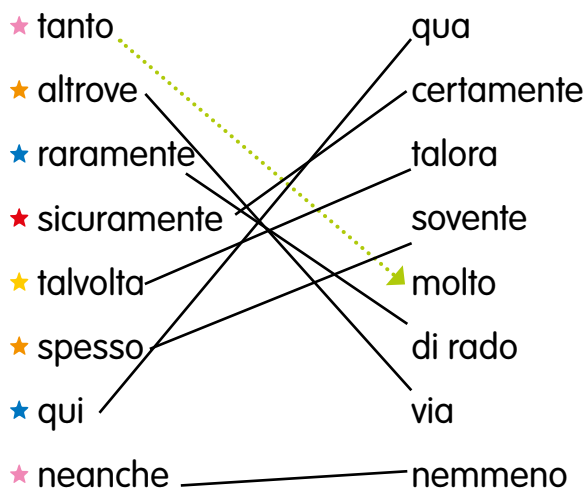 tanto qua
altrove certamente
raramente talora
sicuramente sovente
talvolta molto
spesso di rado
qui via
neanche nemmeno